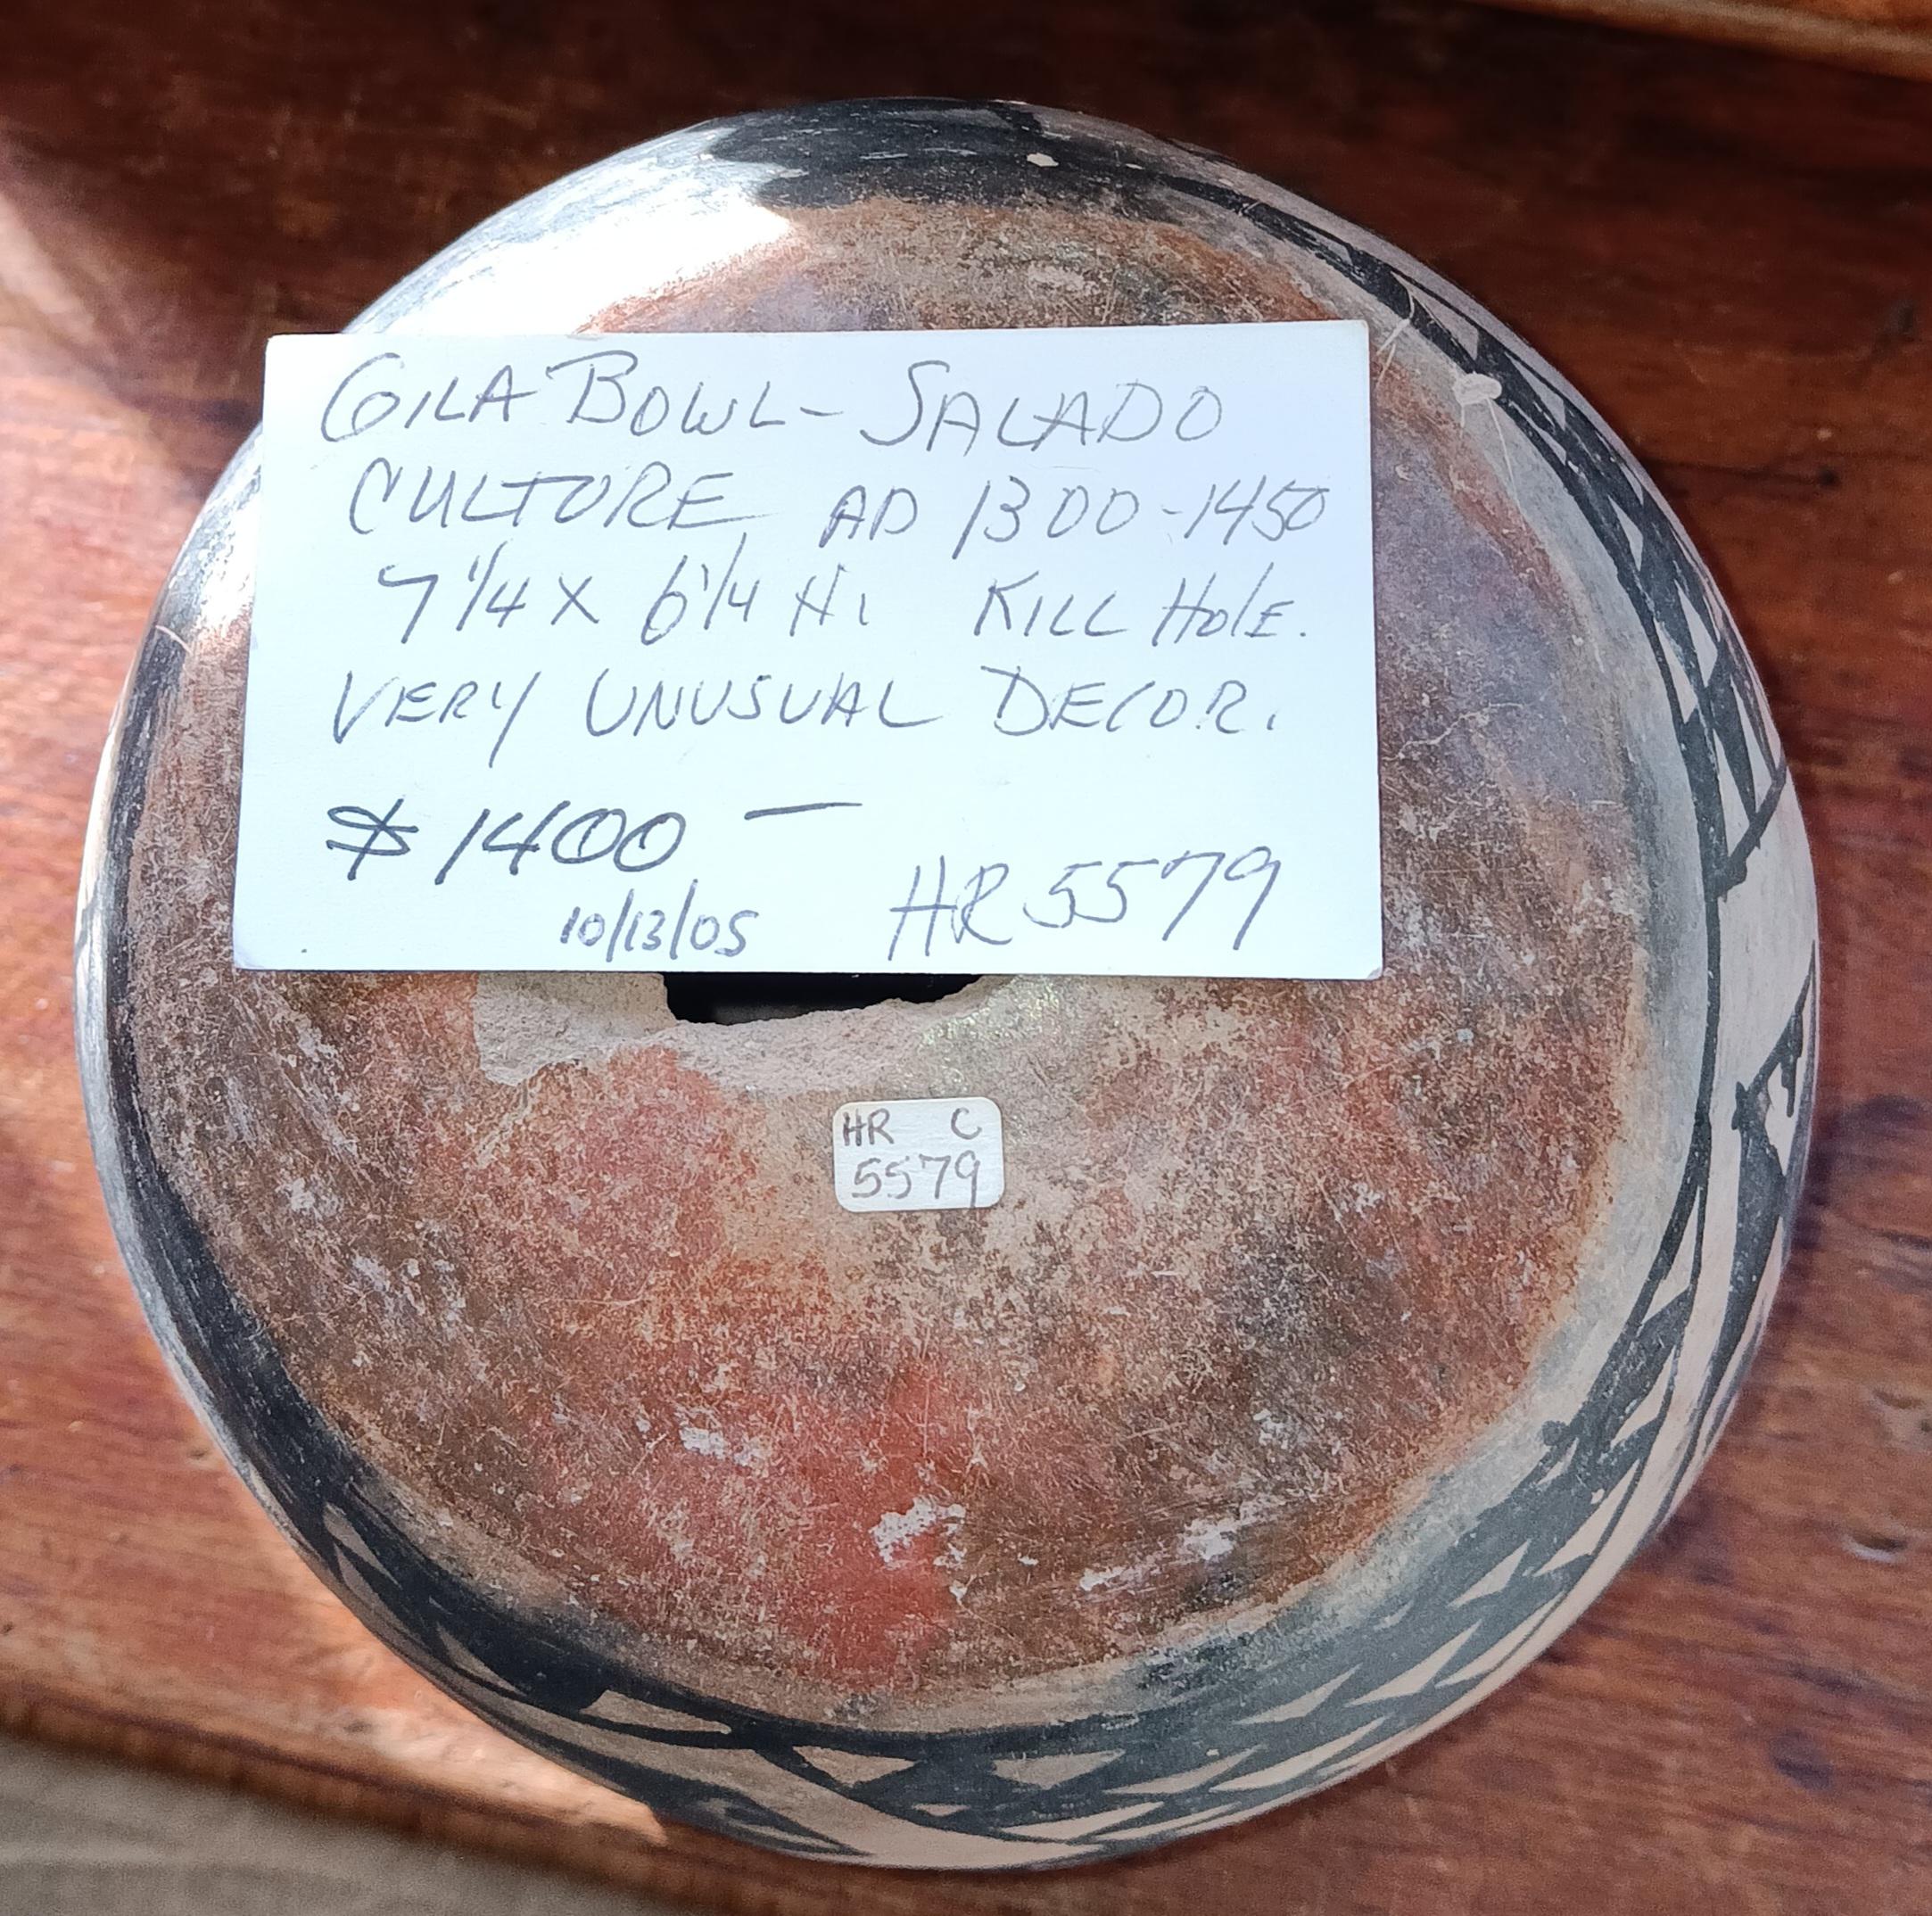 GILA BOWL - SALADO
CULTURE AD 1300-1450
7 1/4 X 6 1/4 Hi KILL HOlE.
VERY UNUSUAL DECOR.
$1400 —
10/13/05 HR 5579
HR C
5579